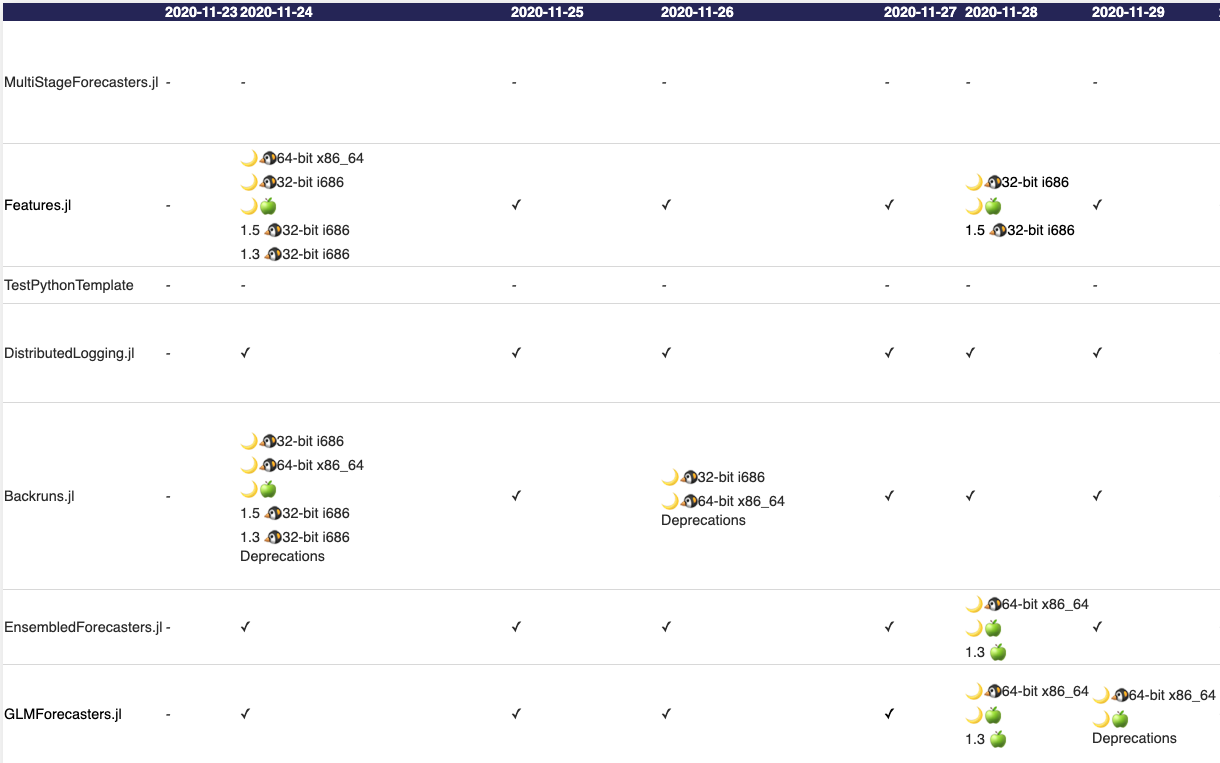 2020-11-23 2020-11-24 2020-11-25 2020-11-26 2020-11-27 2020-11-28 2020-11-29
MultiStageForecasters.jl - - - - - - -
🌙🐧64-bit x86_64
🌙🐧32-bit i686 🌙🐧32-bit i686
Features.jl - 🌙🍏 ✓ ✓ ✓ 🌙🍏 ✓
1.5 🐧32-bit i686 1.5 🐧32-bit i686
1.3 🐧32-bit i686
TestPythonTemplate - - - - - - -
DistributedLogging.jl - ✓ ✓ ✓ ✓ ✓ ✓
🌙🐧32-bit i686
🌙🐧64-bit x86_64
🌙🐧32-bit i686
🌙🍏
Backruns.jl - ✓ 🌙🐧64-bit x86_64 ✓ ✓ ✓
1.5 🐧32-bit i686 Deprecations
1.3 🐧32-bit i686
Deprecations
🌙🐧64-bit x86_64
EnsembledForecasters.jl - ✓ ✓ ✓ ✓ 🌙🍏 ✓
1.3 🍏
🌙🐧64-bit x86_64 🌙🐧64-bit x86_64
GLMForecasters.jl - ✓ ✓ ✓ ✓ 🌙🍏 🌙🍏
1.3 🍏 Deprecations